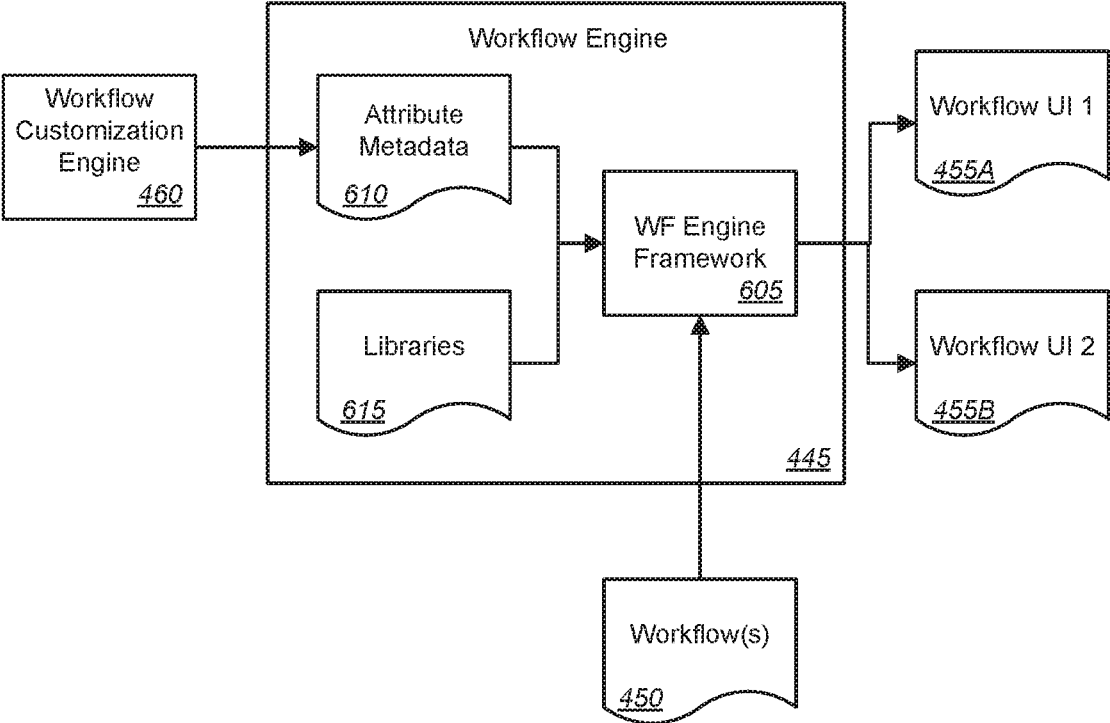 Workflow Engine
Workflow
Customization
Engine
460
Attribute
Metadata
610
Libraries
615
WF Engine
Framework
605
445
Workflow UI 1
455A
Workflow UI 2
455B
Workflow(s)
450